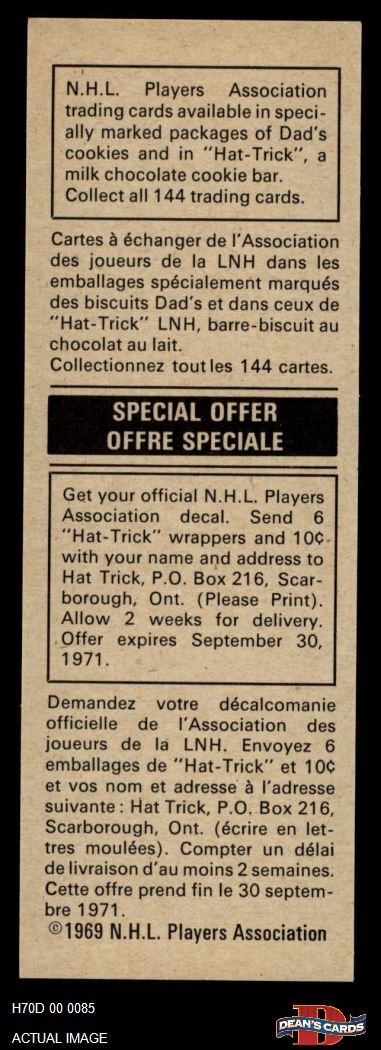 N.H.L. Players Association
trading cards available in speci-
ally marked packages of Dad's
cookies and in "Hat-Trick", a
milk chocolate cookie bar.
Collect all 144 trading cards.
Cartes à échanger de l'Association
des joueurs de la LNH dans les
emballages spécialement marqués
des biscuits Dad's et dans ceux de
"Hat-Trick" LNH, barre-biscuit au
chocolat au lait.
Collectionnez toutles 144 cartes.
SPECIAL OFFER
OFFRE SPECIALE
Get your official N.H.L. Players
Association decal. Send 6
"Hat-Trick" wrappers and 10¢
with your name and address to
Hat Trick, P.O. Box 216, Scar-
borough, Ont. (Please Print).
Allow 2 weeks for delivery.
Offer expires September 30,
1971.
Demandez votre décalcomanie
officielle de l'Association des
joueurs de la LNH. Envoyez 6
emballages de "Hat-Trick" et 10¢
et vos nom et adresse à l'adresse
suivante : Hat Trick, P.O. Box 216,
Scarborough, Ont. (écrire en let-
tres moulées). Compter un délai
de livraison d'au moins 2 semaines.
Cette offre prend fin le 30 septem-
bre 1971.
©1969 N.H.L. Players Association
H70D 00 0085
ACTUAL IMAGE
D
DEAN'S CARDS